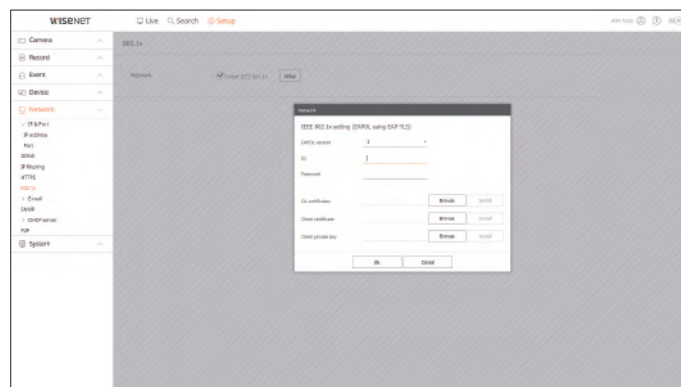 WISENET
Live Search Setup
Camera
Record
Event
Device
Network
IP & Port
IP address
Port
DDNS
IP filtering
HTTPS
802.1x
E-mail
SNMP
DHCP server
P2P
System
802.1x
Network
Enable IEEE 802.1x
Setup
Network
IEEE 802.1x setting (EAPOL using EAP-TLS)
EAPOL version 1
ID
Password
CA certificates Browse Install
Client certificate Browse Install
Client private key Browse Install
Ok Cancel